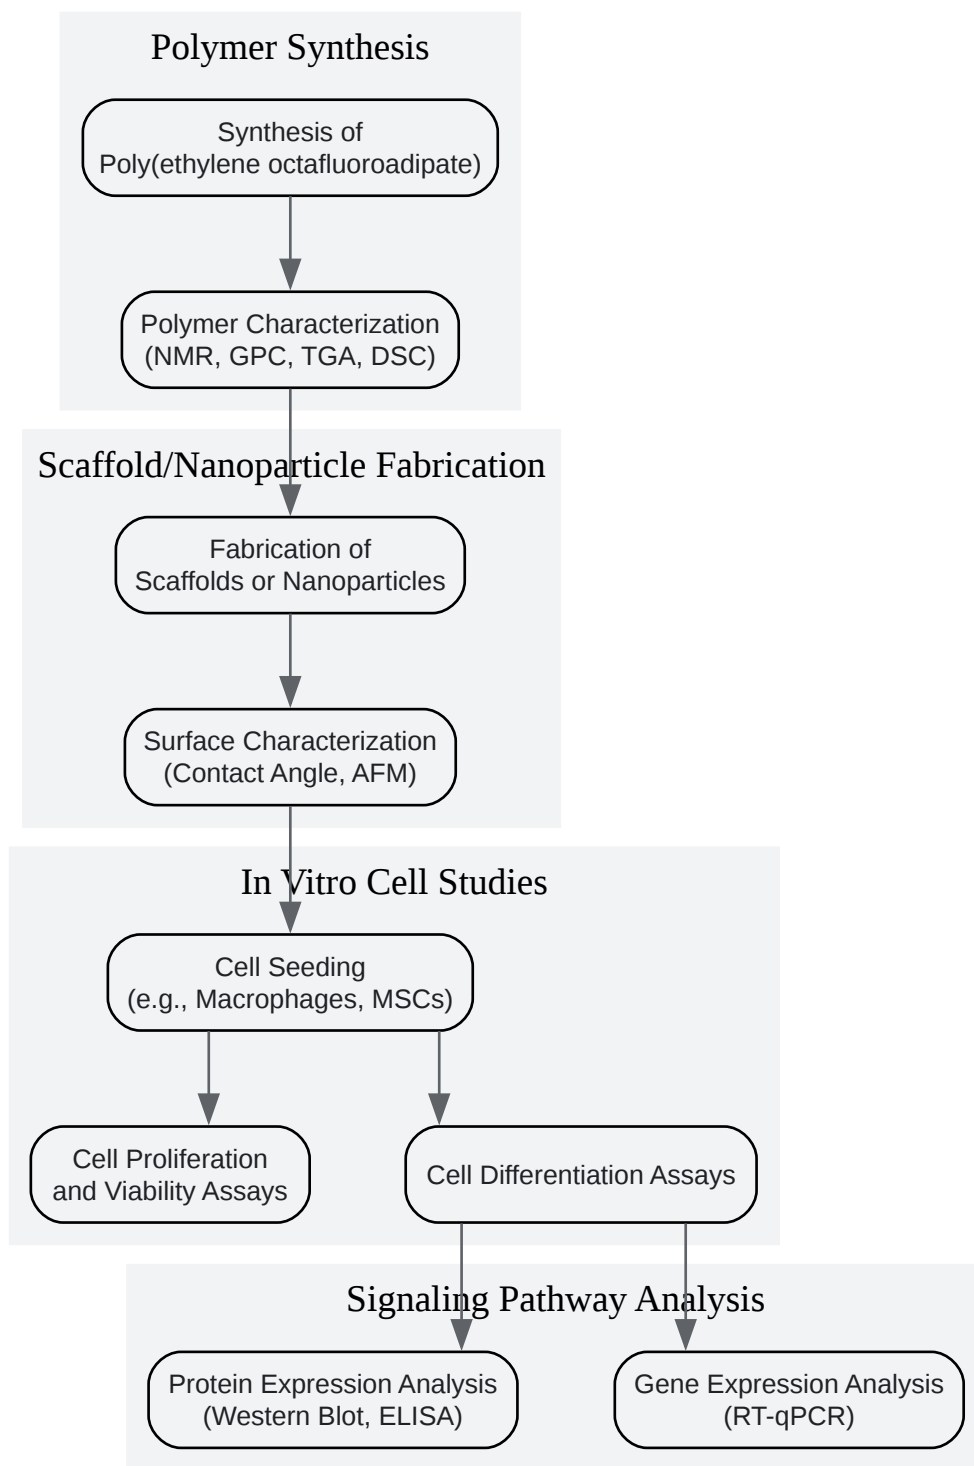 Polymer Synthesis
Synthesis of
Poly(ethylene octafluoroadipate)
Polymer Characterization
(NMR, GPC, TGA, DSC)
Scaffold/Nanoparticle Fabrication
Fabrication of
Scaffolds or Nanoparticles
Surface Characterization
(Contact Angle, AFM)
In Vitro Cell Studies
Cell Seeding
(e.g., Macrophages, MSCs)
Cell Proliferation
and Viability Assays
Cell Differentiation Assays
Signaling Pathway Analysis
Protein Expression Analysis
(Western Blot, ELISA)
Gene Expression Analysis
(RT-qPCR)